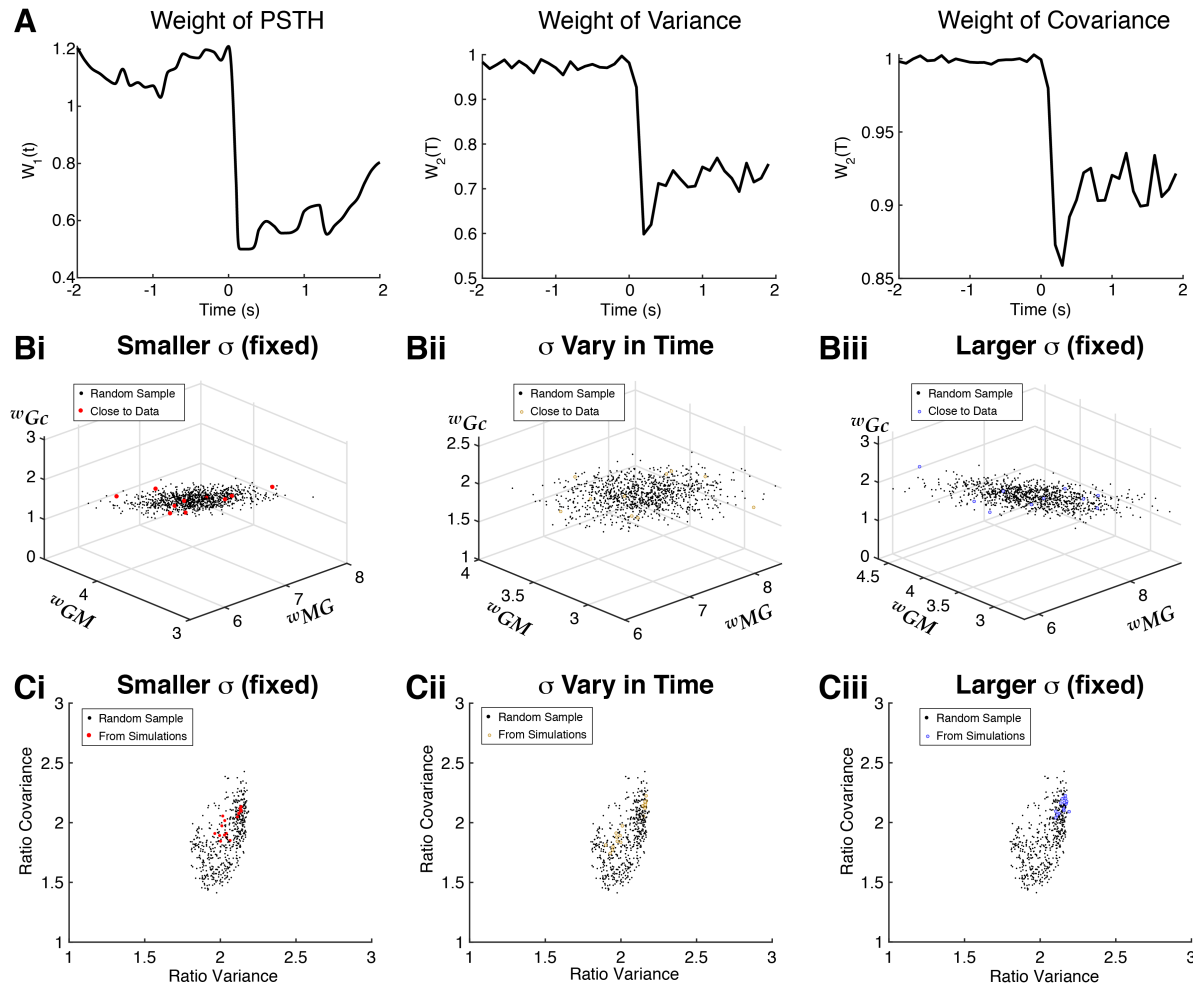 A
Weight of PSTH
Weight of Variance
Weight of Covariance
1.2
1
0.8
0.6
0.4
W1(t)
-2 -1 0 1 2
Time (s)
1
0.9
0.8
0.7
0.6
0.5
W2(T)
-2 -1 0 1 2
Time (s)
1
0.95
0.9
0.85
W2(T)
-2 -1 0 1 2
Time (s)
Bi
Smaller σ (fixed)
Random Sample
Close to Data
wGc
3
2
1
0
4
3
wGM
6
7
8
wMG
Bii
σ Vary in Time
Random Sample
Close to Data
wGc
2.5
2
1.5
1
4
3.5
3
wGM
6
7
8
wMG
Biii
Larger σ (fixed)
Random Sample
Close to Data
wGc
3
2
1
0
4.5
4
3.5
3
wGM
6
8
wMG
Ci
Smaller σ (fixed)
Random Sample
From Simulations
3
2.5
2
1.5
1
Ratio Covariance
1 1.5 2 2.5 3
Ratio Variance
Cii
σ Vary in Time
Random Sample
From Simulations
3
2.5
2
1.5
1
Ratio Covariance
1 1.5 2 2.5 3
Ratio Variance
Ciii
Larger σ (fixed)
Random Sample
From Simulations
3
2.5
2
1.5
1
Ratio Covariance
1 1.5 2 2.5 3
Ratio Variance